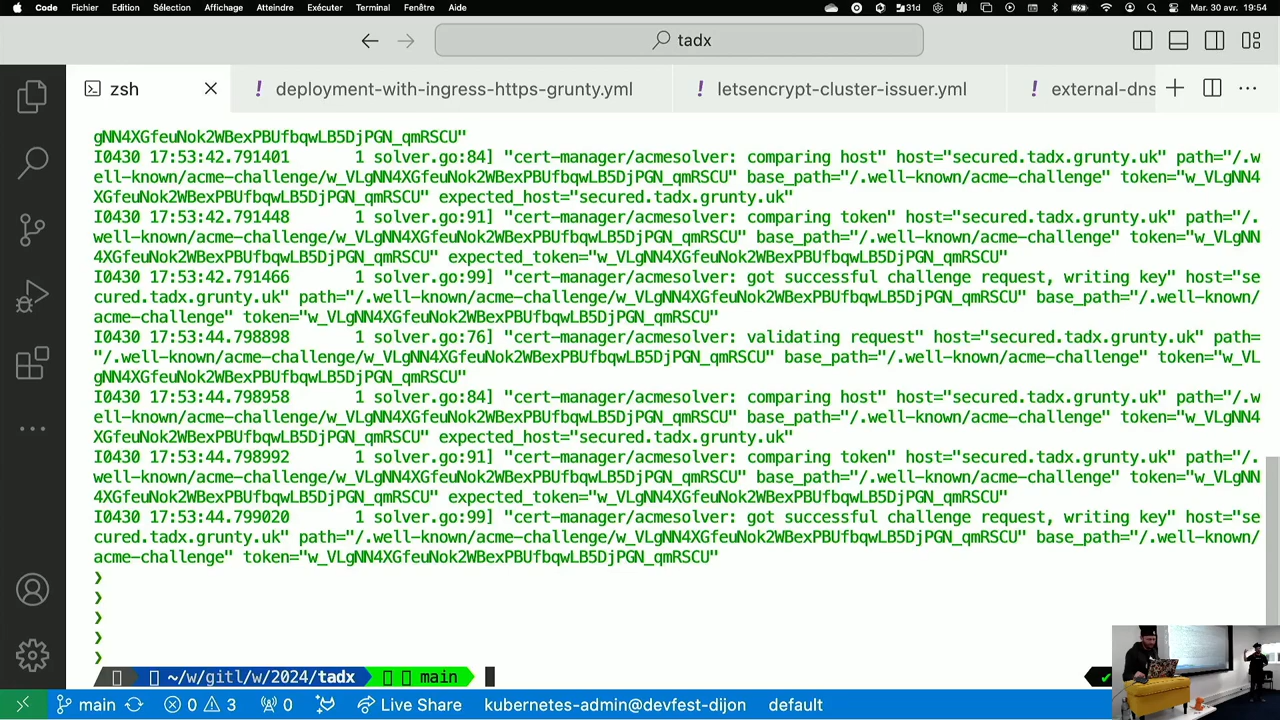 Code Fichier Edition Sélection Affichage Atteindre Exécuter Terminal Fenêtre Aide 31d Mar. 30 avr. 19:54
tadx
zsh
! deployment-with-ingress-https-grunty.yml
! letsencrypt-cluster-issuer.yml
! external-dns
gNN4XGfeuNok2WBexPBUfbqwLB5DjPGN_qmRSCU"
I0430 17:53:42.791401 1 solver.go:84] "cert-manager/acmesolver: comparing host" host="secured.tadx.grunty.uk" path="/.w
ell-known/acme-challenge/w_VLgNN4XGfeuNok2WBexPBUfbqwLB5DjPGN_qmRSCU" base_path="/.well-known/acme-challenge" token="w_VLgNN4
XGfeuNok2WBexPBUfbqwLB5DjPGN_qmRSCU" expected_host="secured.tadx.grunty.uk"
I0430 17:53:42.791448 1 solver.go:91] "cert-manager/acmesolver: comparing token" host="secured.tadx.grunty.uk" path="/.
well-known/acme-challenge/w_VLgNN4XGfeuNok2WBexPBUfbqwLB5DjPGN_qmRSCU" base_path="/.well-known/acme-challenge" token="w_VLgNN
4XGfeuNok2WBexPBUfbqwLB5DjPGN_qmRSCU" expected_token="w_VLgNN4XGfeuNok2WBexPBUfbqwLB5DjPGN_qmRSCU"
I0430 17:53:42.791466 1 solver.go:99] "cert-manager/acmesolver: got successful challenge request, writing key" host="se
cured.tadx.grunty.uk" path="/.well-known/acme-challenge/w_VLgNN4XGfeuNok2WBexPBUfbqwLB5DjPGN_qmRSCU" base_path="/.well-known/
acme-challenge" token="w_VLgNN4XGfeuNok2WBexPBUfbqwLB5DjPGN_qmRSCU"
I0430 17:53:44.798898 1 solver.go:76] "cert-manager/acmesolver: validating request" host="secured.tadx.grunty.uk" path=
"/.well-known/acme-challenge/w_VLgNN4XGfeuNok2WBexPBUfbqwLB5DjPGN_qmRSCU" base_path="/.well-known/acme-challenge" token="w_VL
gNN4XGfeuNok2WBexPBUfbqwLB5DjPGN_qmRSCU"
I0430 17:53:44.798958 1 solver.go:84] "cert-manager/acmesolver: comparing host" host="secured.tadx.grunty.uk" path="/.w
ell-known/acme-challenge/w_VLgNN4XGfeuNok2WBexPBUfbqwLB5DjPGN_qmRSCU" base_path="/.well-known/acme-challenge" token="w_VLgNN4
XGfeuNok2WBexPBUfbqwLB5DjPGN_qmRSCU" expected_host="secured.tadx.grunty.uk"
I0430 17:53:44.798992 1 solver.go:91] "cert-manager/acmesolver: comparing token" host="secured.tadx.grunty.uk" path="/.
well-known/acme-challenge/w_VLgNN4XGfeuNok2WBexPBUfbqwLB5DjPGN_qmRSCU" base_path="/.well-known/acme-challenge" token="w_VLgNN
4XGfeuNok2WBexPBUfbqwLB5DjPGN_qmRSCU" expected_token="w_VLgNN4XGfeuNok2WBexPBUfbqwLB5DjPGN_qmRSCU"
I0430 17:53:44.799020 1 solver.go:99] "cert-manager/acmesolver: got successful challenge request, writing key" host="se
cured.tadx.grunty.uk" path="/.well-known/acme-challenge/w_VLgNN4XGfeuNok2WBexPBUfbqwLB5DjPGN_qmRSCU" base_path="/.well-known/
acme-challenge" token="w_VLgNN4XGfeuNok2WBexPBUfbqwLB5DjPGN_qmRSCU"
❯
❯
❯
❯
❯
~/w/gitl/w/2024/tadx main ✔
main 0 3 0 Live Share kubernetes-admin@devfest-dijon default